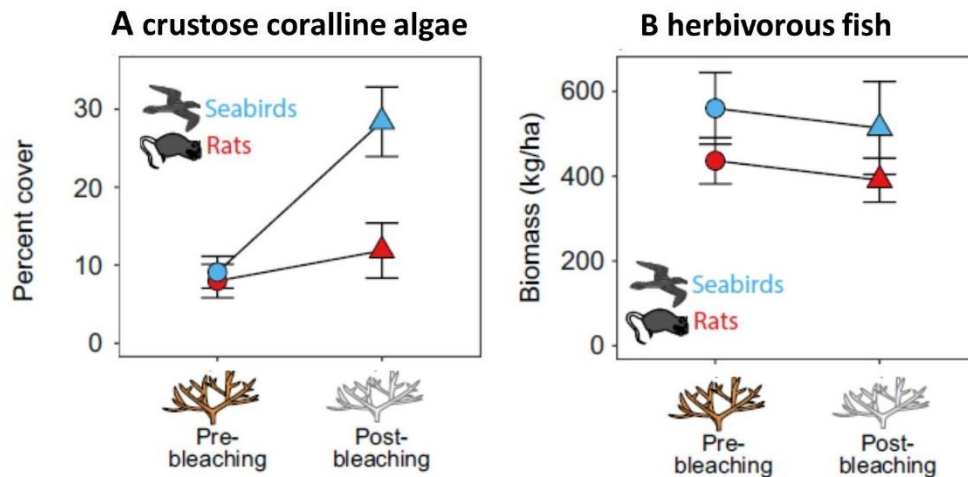 A crustose coralline algae
Percent cover
30
20
10
0
Seabirds
Rats
Pre-
bleaching
Post-
bleaching
B herbivorous fish
Biomass (kg/ha)
600
400
200
0
Seabirds
Rats
Pre-
bleaching
Post-
bleaching